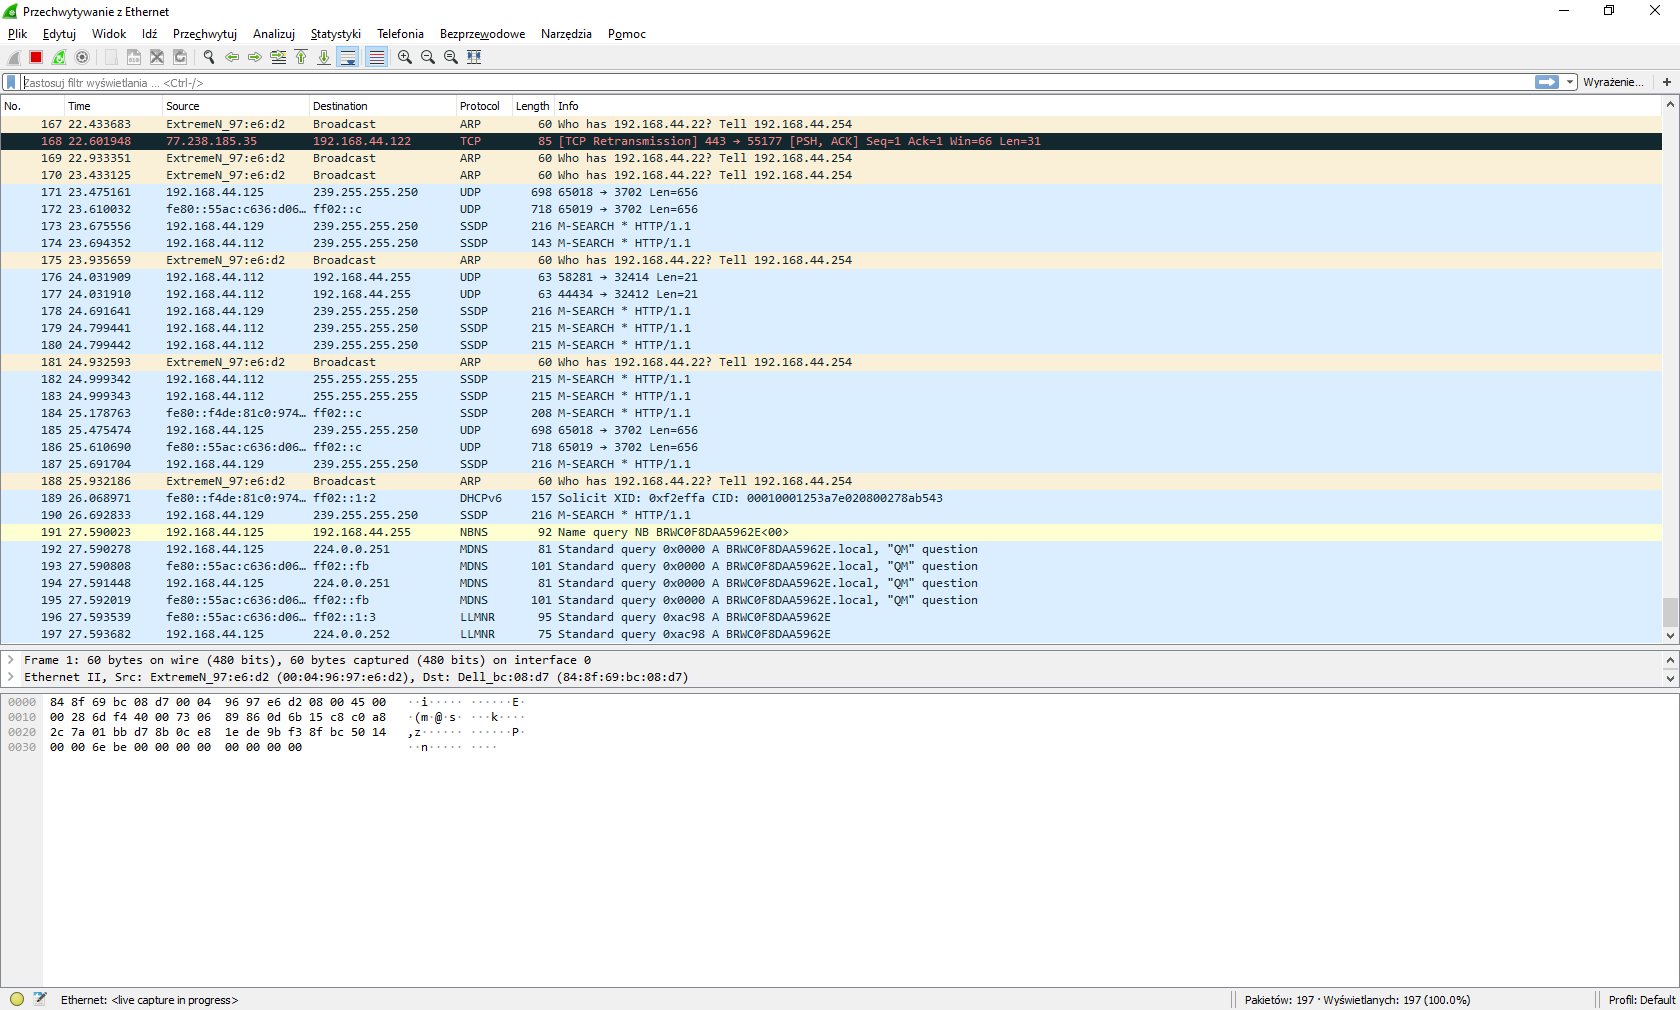 Przechwytywanie z Ethernet
Plik Edytuj Widok Idź Przechwytuj Analizuj Statystyki Telefonia Bezprzewodowe Narzędzia Pomoc
Zastosuj filtr wyświetlania ... <Ctrl-/> Wyrażenie... +
No. Time Source Destination Protocol Length Info
167 22.433683 ExtremeN_97:e6:d2 Broadcast ARP 60 Who has 192.168.44.22? Tell 192.168.44.254
168 22.601948 77.238.185.35 192.168.44.122 TCP 85 [TCP Retransmission] 443 → 55177 [PSH, ACK] Seq=1 Ack=1 Win=66 Len=31
169 22.933351 ExtremeN_97:e6:d2 Broadcast ARP 60 Who has 192.168.44.22? Tell 192.168.44.254
170 23.433125 ExtremeN_97:e6:d2 Broadcast ARP 60 Who has 192.168.44.22? Tell 192.168.44.254
171 23.475161 192.168.44.125 239.255.255.250 UDP 698 65018 → 3702 Len=656
172 23.610032 fe80::55ac:c636:d06… ff02::c UDP 718 65019 → 3702 Len=656
173 23.675556 192.168.44.129 239.255.255.250 SSDP 216 M-SEARCH * HTTP/1.1
174 23.694352 192.168.44.112 239.255.255.250 SSDP 143 M-SEARCH * HTTP/1.1
175 23.935659 ExtremeN_97:e6:d2 Broadcast ARP 60 Who has 192.168.44.22? Tell 192.168.44.254
176 24.031909 192.168.44.112 192.168.44.255 UDP 63 58281 → 32414 Len=21
177 24.031910 192.168.44.112 192.168.44.255 UDP 63 44434 → 32412 Len=21
178 24.691641 192.168.44.129 239.255.255.250 SSDP 216 M-SEARCH * HTTP/1.1
179 24.799441 192.168.44.112 239.255.255.250 SSDP 215 M-SEARCH * HTTP/1.1
180 24.799442 192.168.44.112 239.255.255.250 SSDP 215 M-SEARCH * HTTP/1.1
181 24.932593 ExtremeN_97:e6:d2 Broadcast ARP 60 Who has 192.168.44.22? Tell 192.168.44.254
182 24.999342 192.168.44.112 255.255.255.255 SSDP 215 M-SEARCH * HTTP/1.1
183 24.999343 192.168.44.112 255.255.255.255 SSDP 215 M-SEARCH * HTTP/1.1
184 25.178763 fe80::f4de:81c0:974… ff02::c SSDP 208 M-SEARCH * HTTP/1.1
185 25.475474 192.168.44.125 239.255.255.250 UDP 698 65018 → 3702 Len=656
186 25.610690 fe80::55ac:c636:d06… ff02::c UDP 718 65019 → 3702 Len=656
187 25.691704 192.168.44.129 239.255.255.250 SSDP 216 M-SEARCH * HTTP/1.1
188 25.932186 ExtremeN_97:e6:d2 Broadcast ARP 60 Who has 192.168.44.22? Tell 192.168.44.254
189 26.068971 fe80::f4de:81c0:974… ff02::1:2 DHCPv6 157 Solicit XID: 0xf2effa CID: 00010001253a7e020800278ab543
190 26.692833 192.168.44.129 239.255.255.250 SSDP 216 M-SEARCH * HTTP/1.1
191 27.590023 192.168.44.125 192.168.44.255 NBNS 92 Name query NB BRWC0F8DAA5962E<00>
192 27.590278 192.168.44.125 224.0.0.251 MDNS 81 Standard query 0x0000 A BRWC0F8DAA5962E.local, "QM" question
193 27.590808 fe80::55ac:c636:d06… ff02::fb MDNS 101 Standard query 0x0000 A BRWC0F8DAA5962E.local, "QM" question
194 27.591448 192.168.44.125 224.0.0.251 MDNS 81 Standard query 0x0000 A BRWC0F8DAA5962E.local, "QM" question
195 27.592019 fe80::55ac:c636:d06… ff02::fb MDNS 101 Standard query 0x0000 A BRWC0F8DAA5962E.local, "QM" question
196 27.593539 fe80::55ac:c636:d06… ff02::1:3 LLMNR 95 Standard query 0xac98 A BRWC0F8DAA5962E
197 27.593682 192.168.44.125 224.0.0.252 LLMNR 75 Standard query 0xac98 A BRWC0F8DAA5962E
Frame 1: 60 bytes on wire (480 bits), 60 bytes captured (480 bits) on interface 0
Ethernet II, Src: ExtremeN_97:e6:d2 (00:04:96:97:e6:d2), Dst: Dell_bc:08:d7 (84:8f:69:bc:08:d7)
0000 84 8f 69 bc 08 d7 00 04 96 97 e6 d2 08 00 45 00 ··i····· ······E·
0010 00 28 6d f4 40 00 73 06 89 86 0d 6b 15 c8 c0 a8 ·(m·@·s· ···k····
0020 2c 7a 01 bb d7 8b 0c e8 1e de 9b f3 8f bc 50 14 ,z······ ······P·
0030 00 00 6e be 00 00 00 00 00 00 00 00 ··n····· ····
Ethernet: <live capture in progress> Pakietów: 197 · Wyświetlanych: 197 (100.0%) Profil: Default